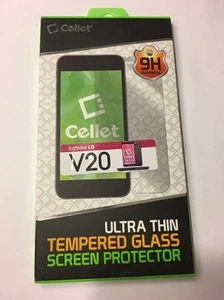 Cellet
9H
Cellet
V20
ULTRA THIN
TEMPERED GLASS
SCREEN PROTECTOR